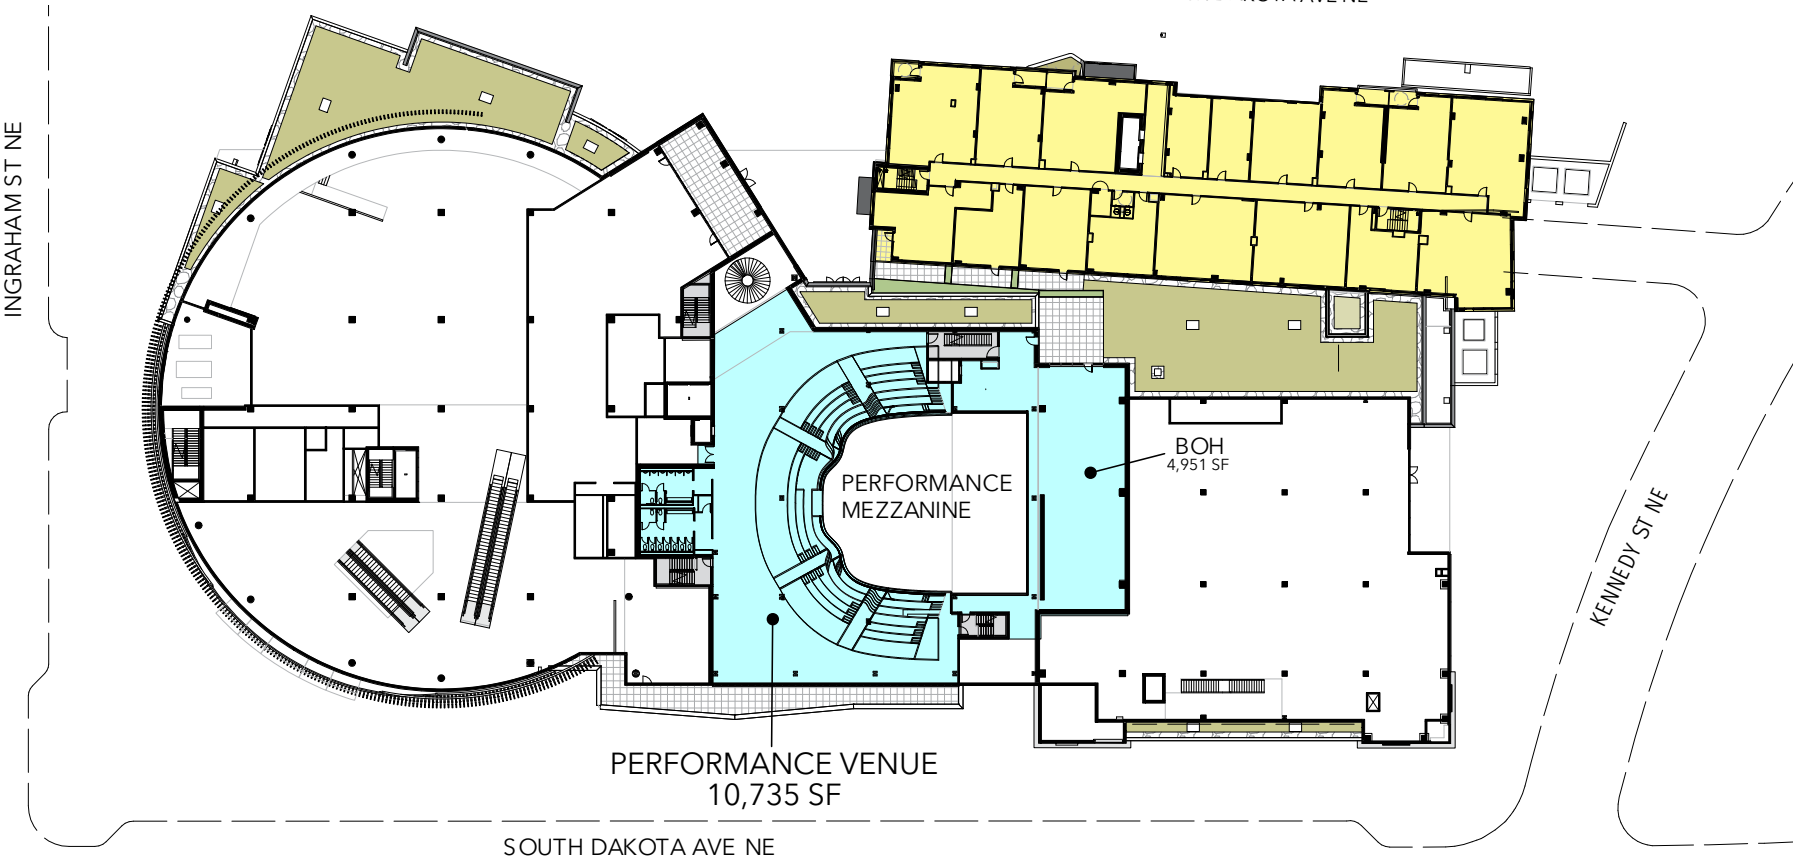 INGRAHAM ST NE
BOH
4,951 SF
PERFORMANCE
MEZZANINE
KENNEDY ST NE
PERFORMANCE VENUE
10,735 SF
SOUTH DAKOTA AVE NE